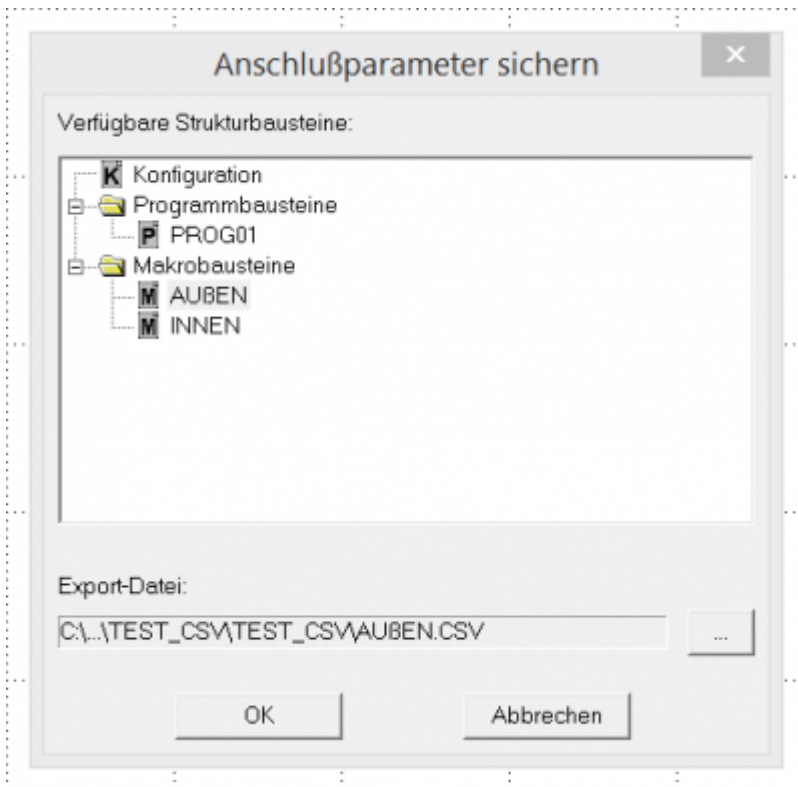 Anschlußparameter sichern
Verfügbare Strukturbausteine:
K Konfiguration
Programmbausteine
P PROG01
Makrobausteine
M AUßEN
M INNEN
Export-Datei:
C:\...\TEST_CSV\TEST_CSV\AUßEN.CSV
...
OK
Abbrechen